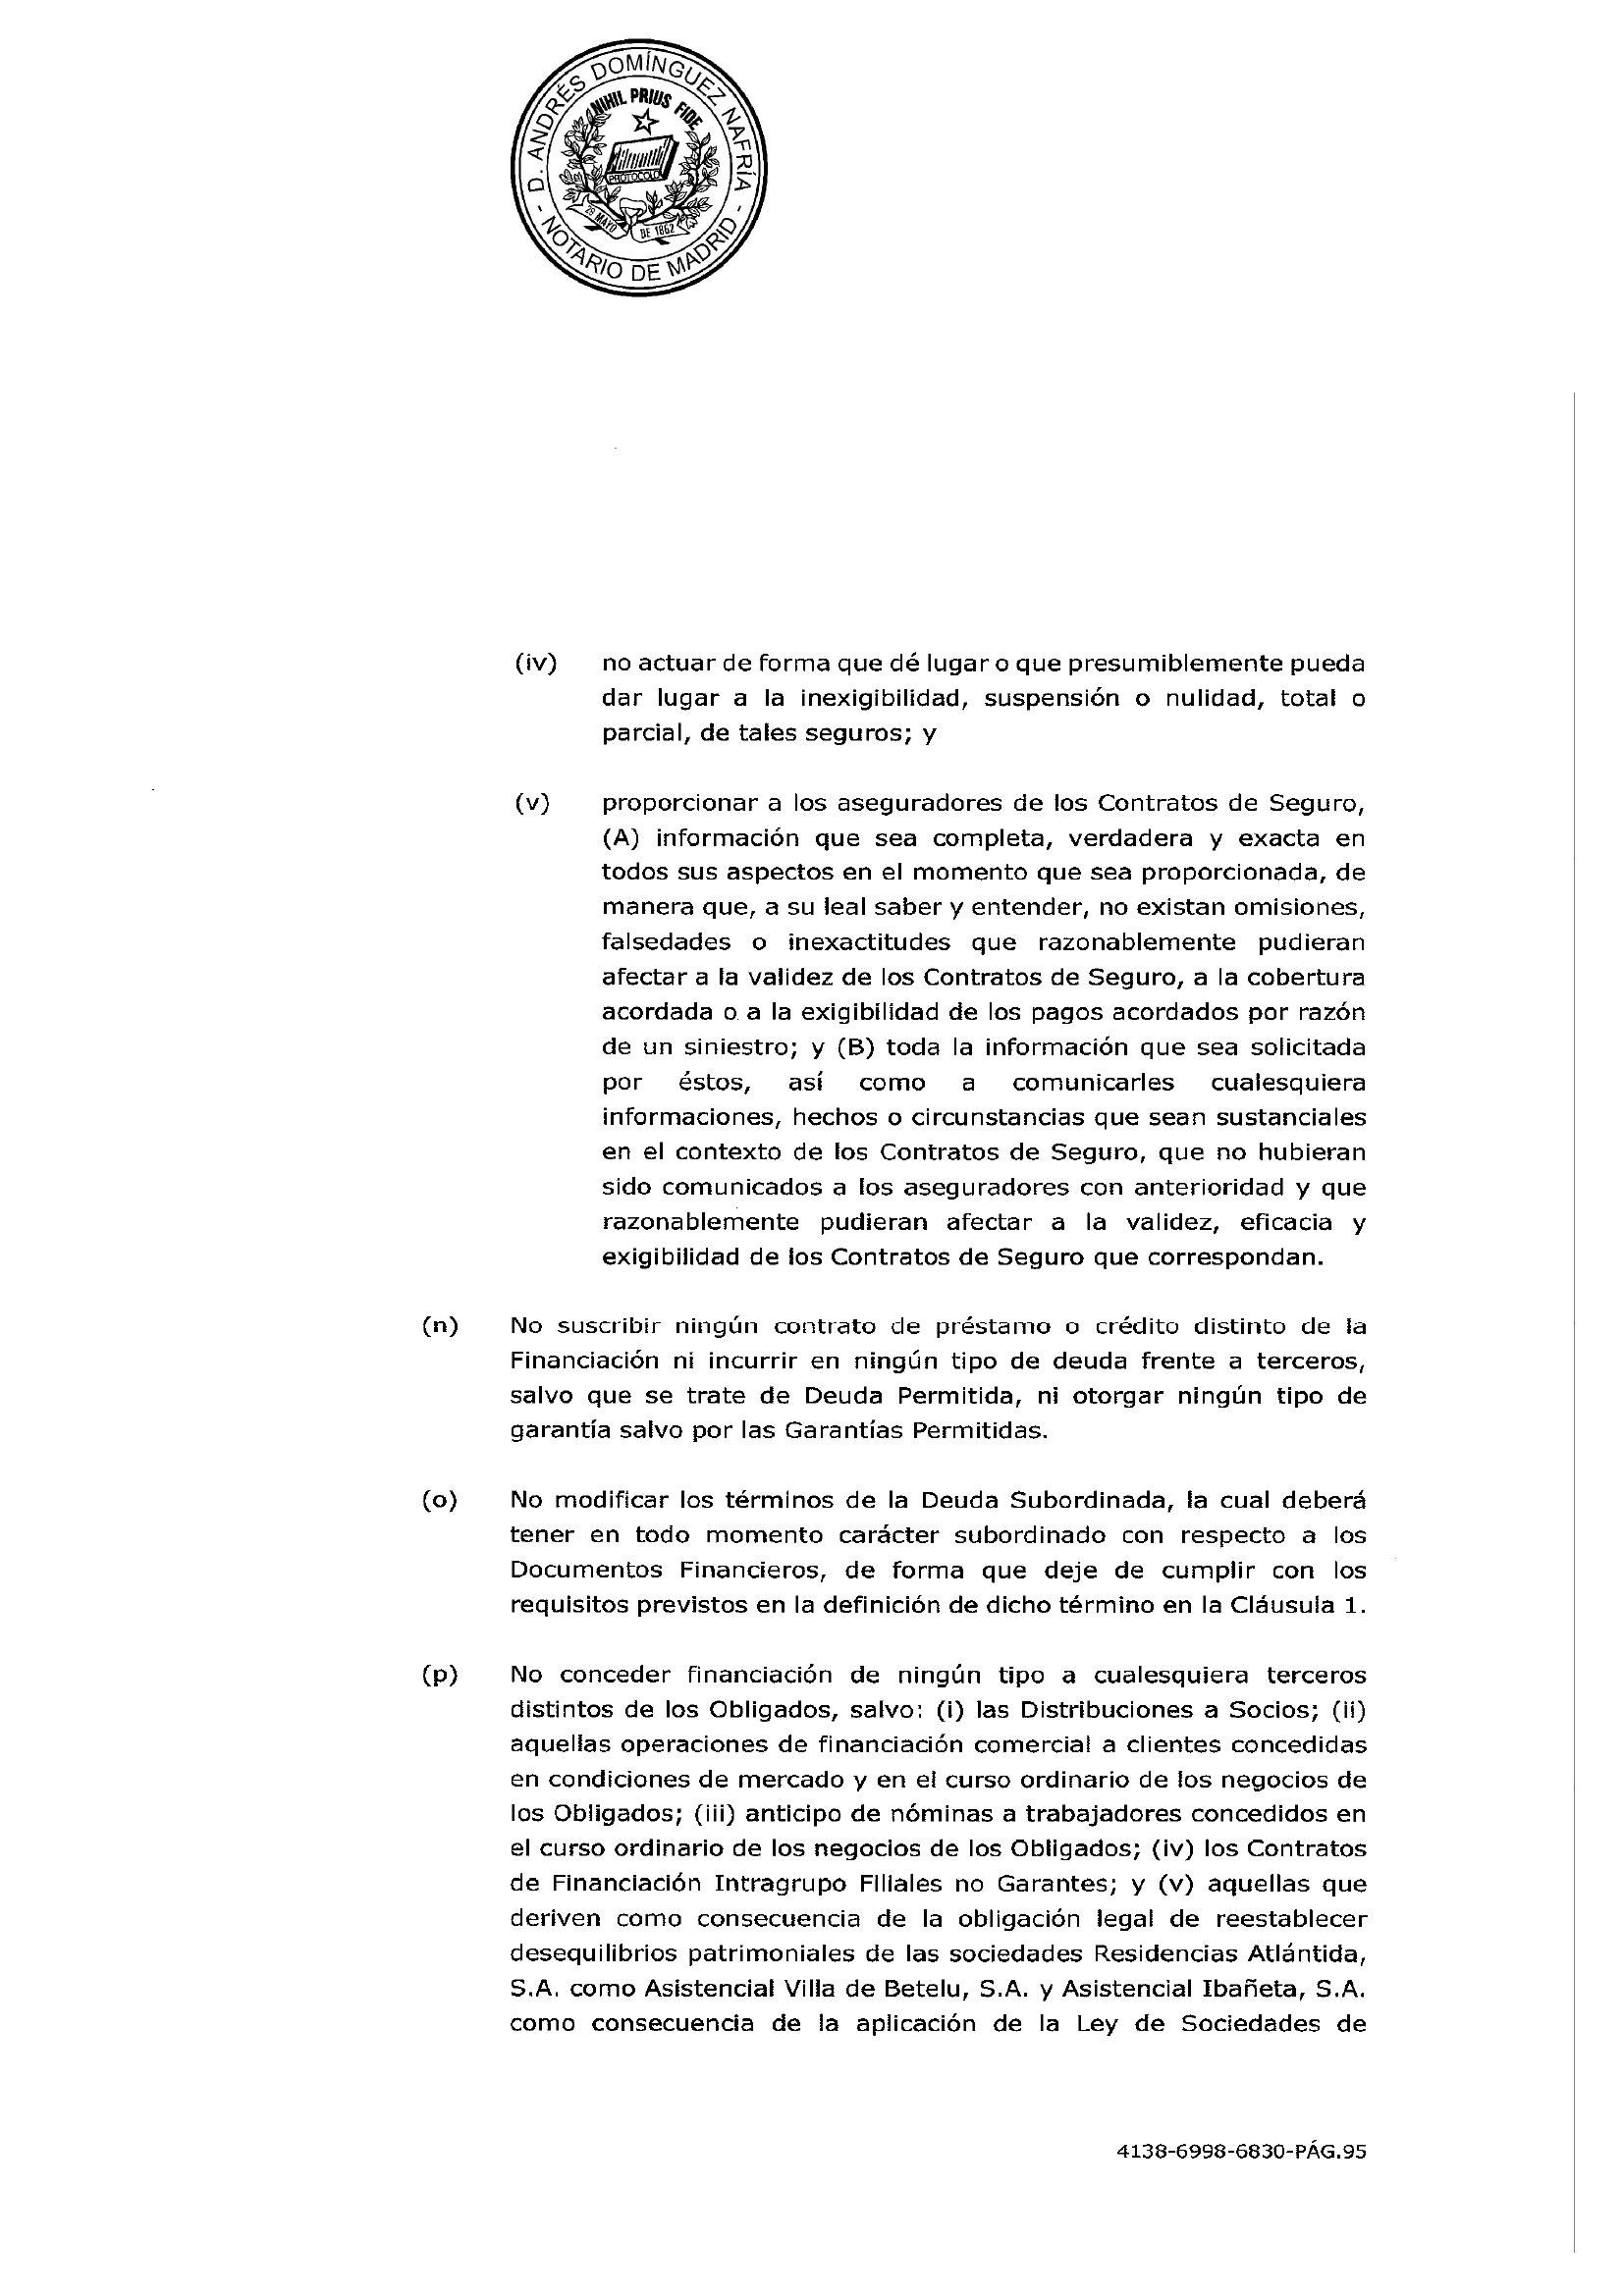 D. ANDRÉS DOMÍNGUEZ NAFRÍA
- NOTARIO DE MADRID -
NIHIL PRIUS FIDE
PROTOCOLO
28 MAYO
DE 1862
(iv) no actuar de forma que dé lugar o que presumiblemente pueda
dar lugar a la inexigibilidad, suspensión o nulidad, total o
parcial, de tales seguros; y
(v) proporcionar a los aseguradores de los Contratos de Seguro,
(A) información que sea completa, verdadera y exacta en
todos sus aspectos en el momento que sea proporcionada, de
manera que, a su leal saber y entender, no existan omisiones,
falsedades o inexactitudes que razonablemente pudieran
afectar a la validez de los Contratos de Seguro, a la cobertura
acordada o a la exigibilidad de los pagos acordados por razón
de un siniestro; y (B) toda la información que sea solicitada
por éstos, así como a comunicarles cualesquiera
informaciones, hechos o circunstancias que sean sustanciales
en el contexto de los Contratos de Seguro, que no hubieran
sido comunicados a los aseguradores con anterioridad y que
razonablemente pudieran afectar a la validez, eficacia y
exigibilidad de los Contratos de Seguro que correspondan.
(n) No suscribir ningún contrato de préstamo o crédito distinto de la
Financiación ni incurrir en ningún tipo de deuda frente a terceros,
salvo que se trate de Deuda Permitida, ni otorgar ningún tipo de
garantía salvo por las Garantías Permitidas.
(o) No modificar los términos de la Deuda Subordinada, la cual deberá
tener en todo momento carácter subordinado con respecto a los
Documentos Financieros, de forma que deje de cumplir con los
requisitos previstos en la definición de dicho término en la Cláusula 1.
(p) No conceder financiación de ningún tipo a cualesquiera terceros
distintos de los Obligados, salvo: (i) las Distribuciones a Socios; (ii)
aquellas operaciones de financiación comercial a clientes concedidas
en condiciones de mercado y en el curso ordinario de los negocios de
los Obligados; (iii) anticipo de nóminas a trabajadores concedidos en
el curso ordinario de los negocios de los Obligados; (iv) los Contratos
de Financiación Intragrupo Filiales no Garantes; y (v) aquellas que
deriven como consecuencia de la obligación legal de reestablecer
desequilibrios patrimoniales de las sociedades Residencias Atlántida,
S.A. como Asistencial Villa de Betelu, S.A. y Asistencial Ibañeta, S.A.
como consecuencia de la aplicación de la Ley de Sociedades de
4138-6998-6830-PÁG.95